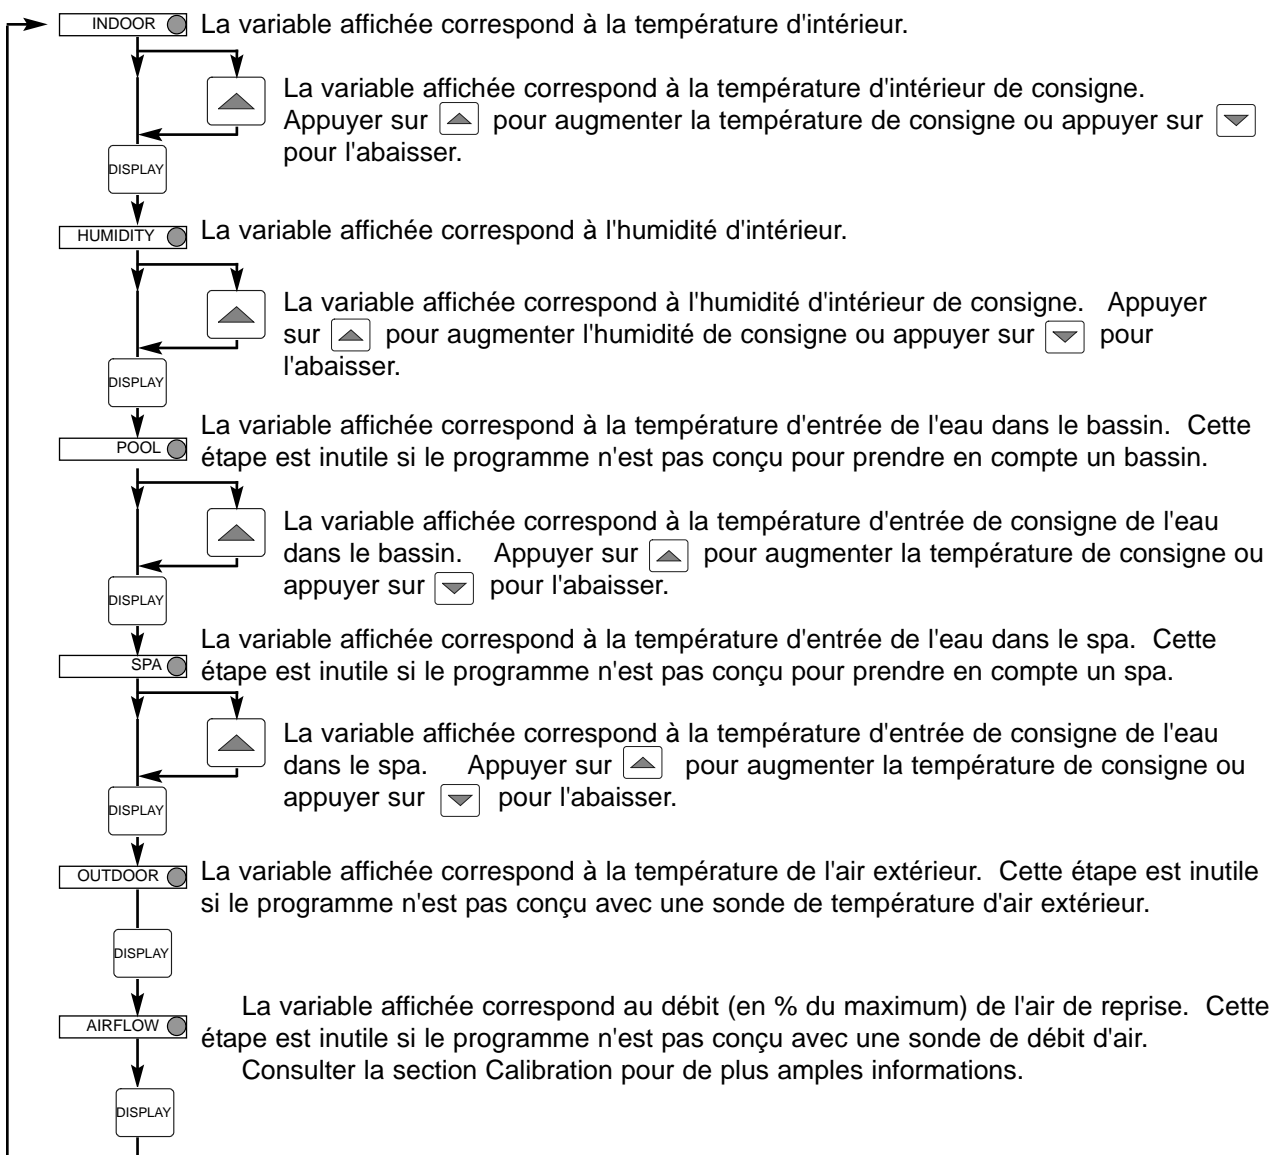 INDOOR La variable affichée correspond à la température d'intérieur.
La variable affichée correspond à la température d'intérieur de consigne.
Appuyer sur pour augmenter la température de consigne ou appuyer sur
pour l'abaisser.
DISPLAY
HUMIDITY La variable affichée correspond à l'humidité d'intérieur.
La variable affichée correspond à l'humidité d'intérieur de consigne. Appuyer
sur pour augmenter l'humidité de consigne ou appuyer sur pour
l'abaisser.
DISPLAY
La variable affichée correspond à la température d'entrée de l'eau dans le bassin. Cette
POOL étape est inutile si le programme n'est pas conçu pour prendre en compte un bassin.
La variable affichée correspond à la température d'entrée de consigne de l'eau
dans le bassin. Appuyer sur pour augmenter la température de consigne ou
appuyer sur pour l'abaisser.
DISPLAY
La variable affichée correspond à la température d'entrée de l'eau dans le spa. Cette
SPA étape est inutile si le programme n'est pas conçu pour prendre en compte un spa.
La variable affichée correspond à la température d'entrée de consigne de l'eau
dans le spa. Appuyer sur pour augmenter la température de consigne ou
appuyer sur pour l'abaisser.
DISPLAY
OUTDOOR La variable affichée correspond à la température de l'air extérieur. Cette étape est inutile
si le programme n'est pas conçu avec une sonde de température d'air extérieur.
DISPLAY
La variable affichée correspond au débit (en % du maximum) de l'air de reprise. Cette
AIRFLOW étape est inutile si le programme n'est pas conçu avec une sonde de débit d'air.
Consulter la section Calibration pour de plus amples informations.
DISPLAY